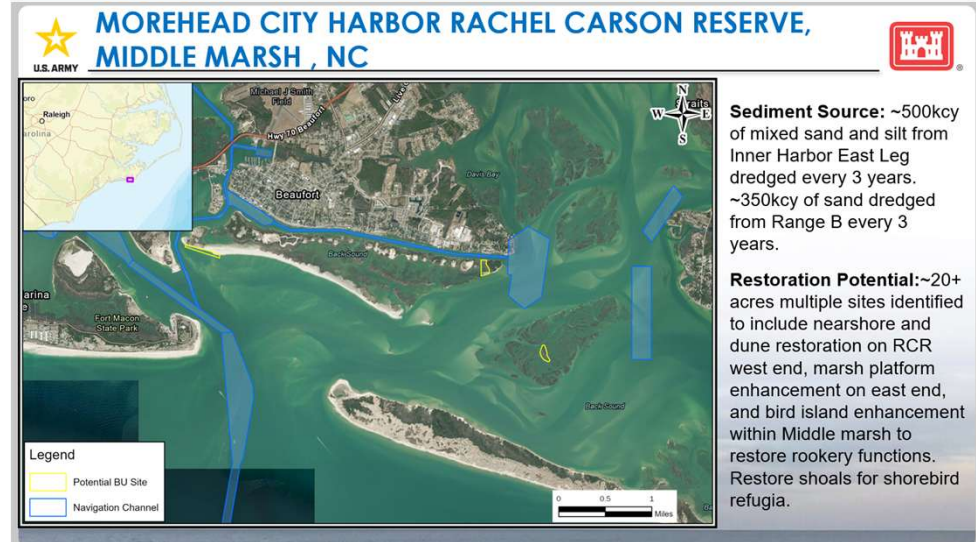 MOREHEAD CITY HARBOR RACHEL CARSON RESERVE,
MIDDLE MARSH , NC
U.S. ARMY
®
Raleigh
Michael J Smith
Field
Hwy 70 Beaufort
N
W
E
S
Beaufort
Davis Bay
Back Sound
Fort Macon
State Park
Back Sound
Legend
Potential BU Site
Navigation Channel
0 0.5 1
Miles
Sediment Source: ~500kcy
of mixed sand and silt from
Inner Harbor East Leg
dredged every 3 years.
~350kcy of sand dredged
from Range B every 3
years.
Restoration Potential:~20+
acres multiple sites identified
to include nearshore and
dune restoration on RCR
west end, marsh platform
enhancement on east end,
and bird island enhancement
within Middle marsh to
restore rookery functions.
Restore shoals for shorebird
refugia.